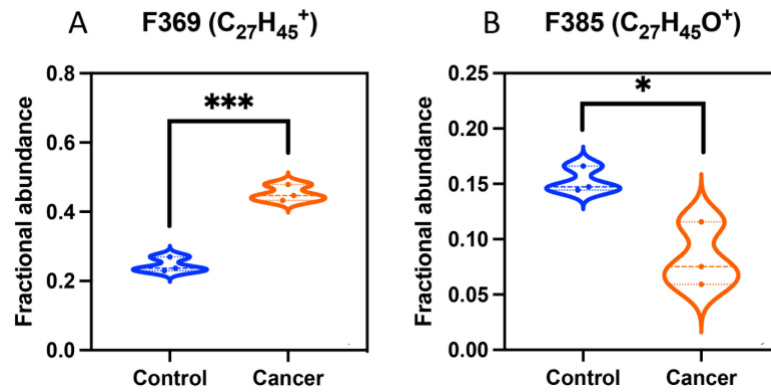 A F369 (C₂₇H₄₅⁺)
Fractional abundance
0.8
0.6
0.4
0.2
0.0
***
Control Cancer
B F385 (C₂₇H₄₅O⁺)
Fractional abundance
0.25
0.20
0.15
0.10
0.05
0.00
*
Control Cancer